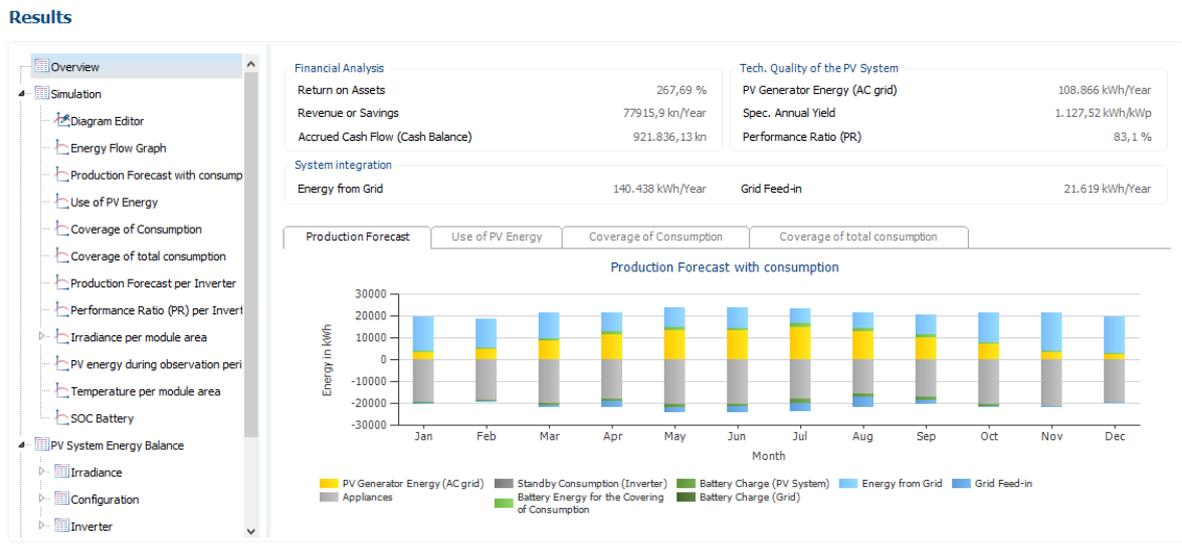 Results
Overview
Simulation
Diagram Editor
Energy Flow Graph
Production Forecast with consump
Use of PV Energy
Coverage of Consumption
Coverage of total consumption
Production Forecast per Inverter
Performance Ratio (PR) per Invert
Irradiance per module area
PV energy during observation peri
Temperature per module area
SOC Battery
PV System Energy Balance
Irradiance
Configuration
Inverter
Financial Analysis
Return on Assets 267,69 %
Revenue or Savings 77915,9 kn/Year
Accrued Cash Flow (Cash Balance) 921.836,13 kn
Tech. Quality of the PV System
PV Generator Energy (AC grid) 108.866 kWh/Year
Spec. Annual Yield 1.127,52 kWh/kWp
Performance Ratio (PR) 83,1 %
System integration
Energy from Grid 140.438 kWh/Year Grid Feed-in 21.619 kWh/Year
Production Forecast Use of PV Energy Coverage of Consumption Coverage of total consumption
Production Forecast with consumption
Energy in kWh
30000
20000
10000
0
-10000
-20000
-30000
Jan Feb Mar Apr May Jun Jul Aug Sep Oct Nov Dec
Month
PV Generator Energy (AC grid) Standby Consumption (Inverter) Battery Charge (PV System) Energy from Grid Grid Feed-in
Appliances Battery Energy for the Covering Battery Charge (Grid)
of Consumption